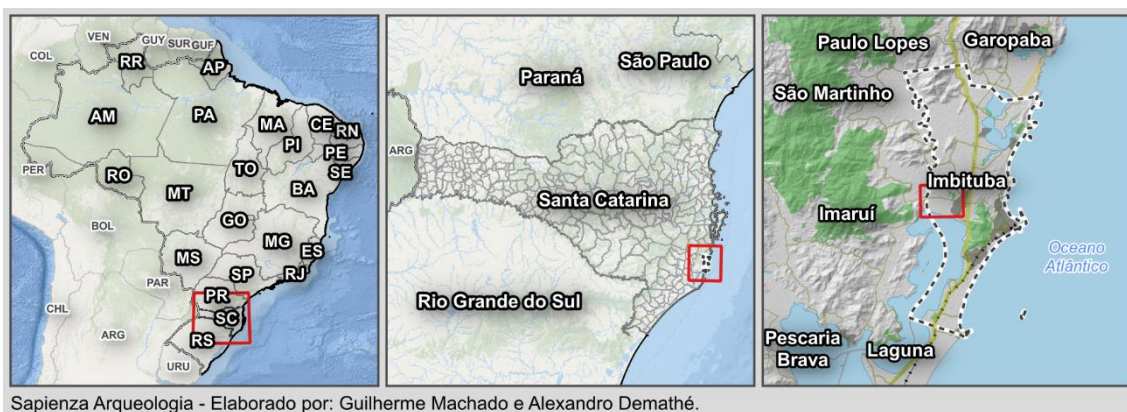 VEN
GUY
SUR
GUF
COL
RR
AP
AM
PA
MA
CE
RN
PI
PE
TO
SE
PER
RO
MT
BA
BOL
GO
MG
ES
MS
SP
RJ
PAR
PR
CHL
SC
ARG
RS
URU
São Paulo
Paraná
ARG
Santa Catarina
Rio Grande do Sul
Paulo Lopes
Garopaba
São Martinho
Imbituba
Imaruí
Oceano
Atlântico
Pescaria
Brava
Laguna
Sapienza Arqueologia - Elaborado por: Guilherme Machado e Alexandro Demathé.